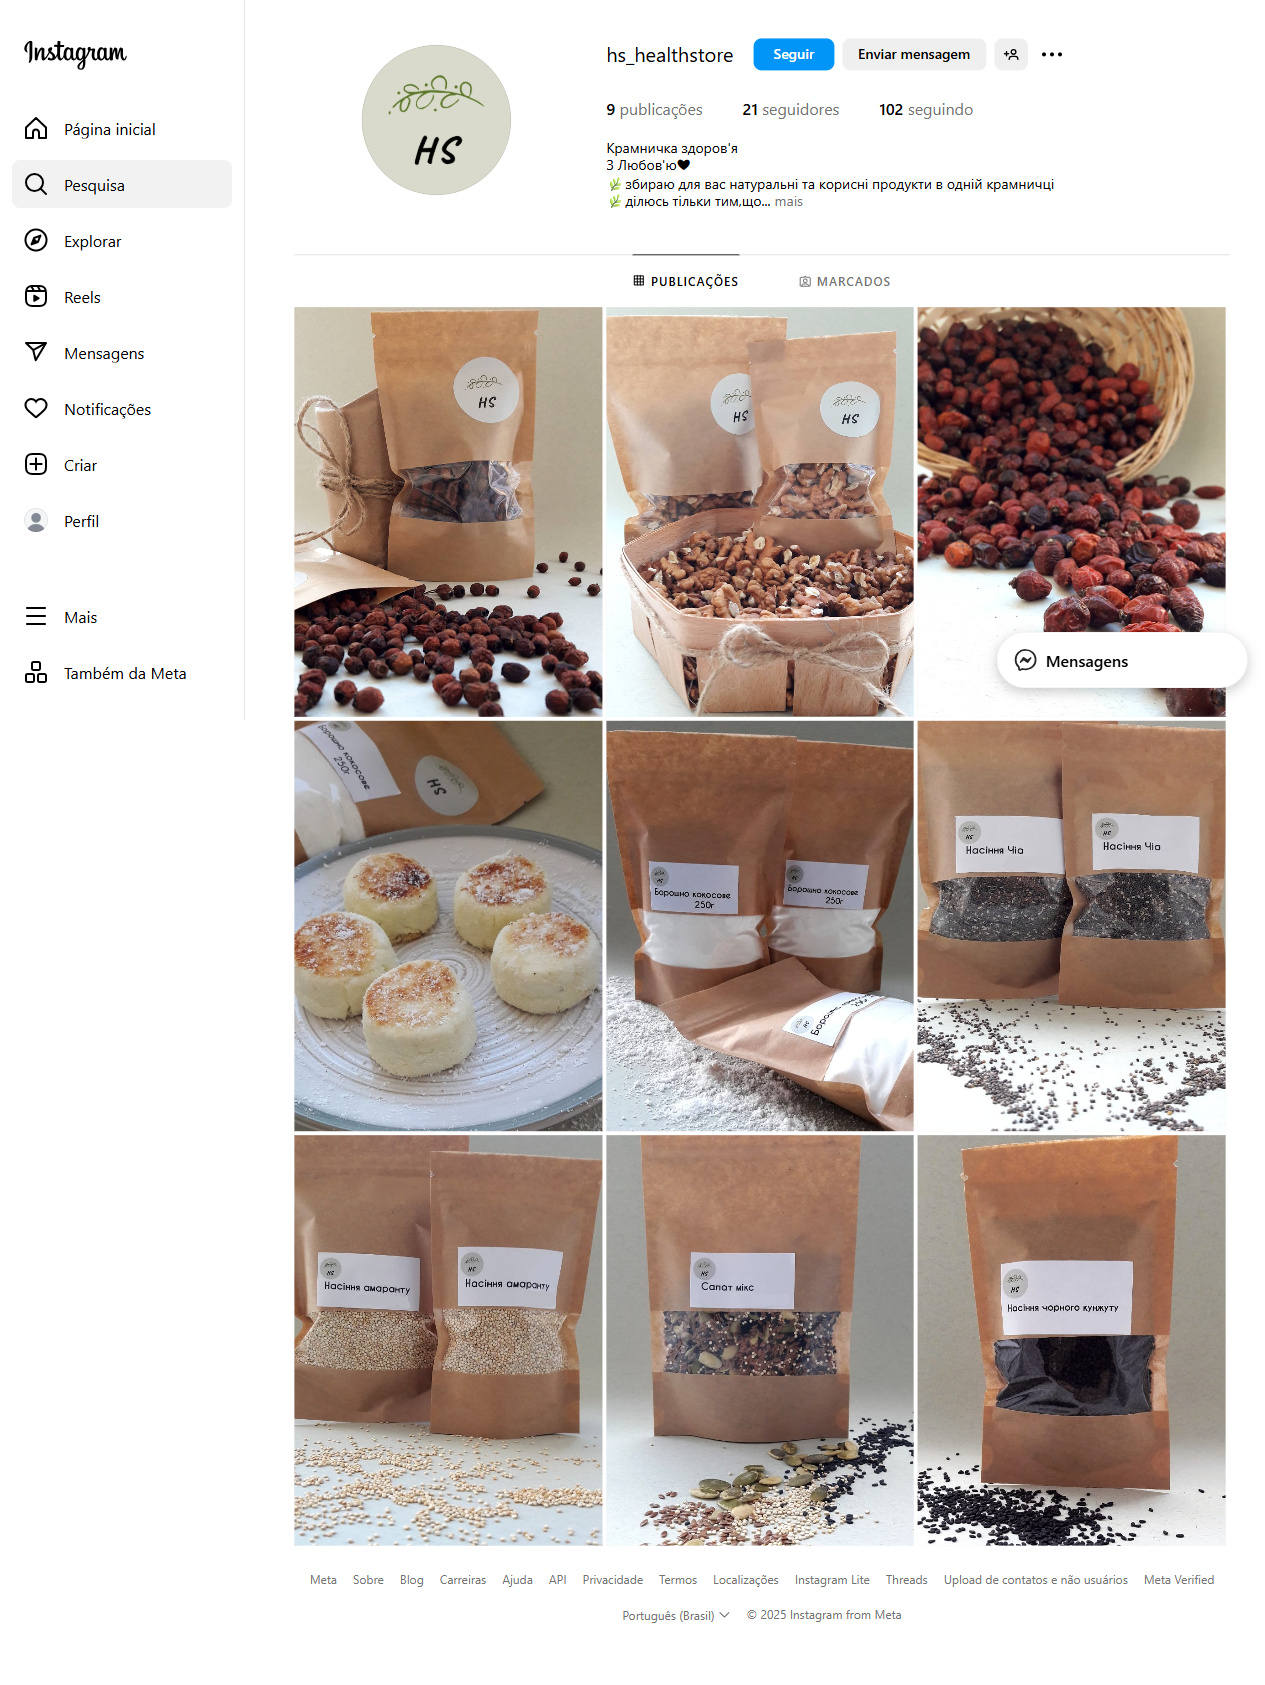 Instagram
Página inicial
Pesquisa
Explorar
Reels
Mensagens
Notificações
Criar
Perfil
Mais
Também da Meta
HS
hs_healthstore
Seguir
Enviar mensagem
9 publicações
21 seguidores
102 seguindo
Крамничка здоров'я
З Любов'ю🖤
🌿 збираю для вас натуральні та корисні продукти в одній крамничці
🌿 ділюсь тільки тим,що... mais
PUBLICAÇÕES
MARCADOS
HS
HS
HS
Mensagens
Борошно кокосове
250г
HS
HS
Борошно кокосове
250г
HS
Борошно кокосове
250г
HS
Борошно
HS
Насіння Чіа
HS
Насіння Чіа
HS
Насіння амаранту
HS
Насіння амаранту
HS
Салат мікс
HS
Насіння чорного кунжуту
Meta
Sobre
Blog
Carreiras
Ajuda
API
Privacidade
Termos
Localizações
Instagram Lite
Threads
Upload de contatos e não usuários
Meta Verified
Português (Brasil)
© 2025 Instagram from Meta